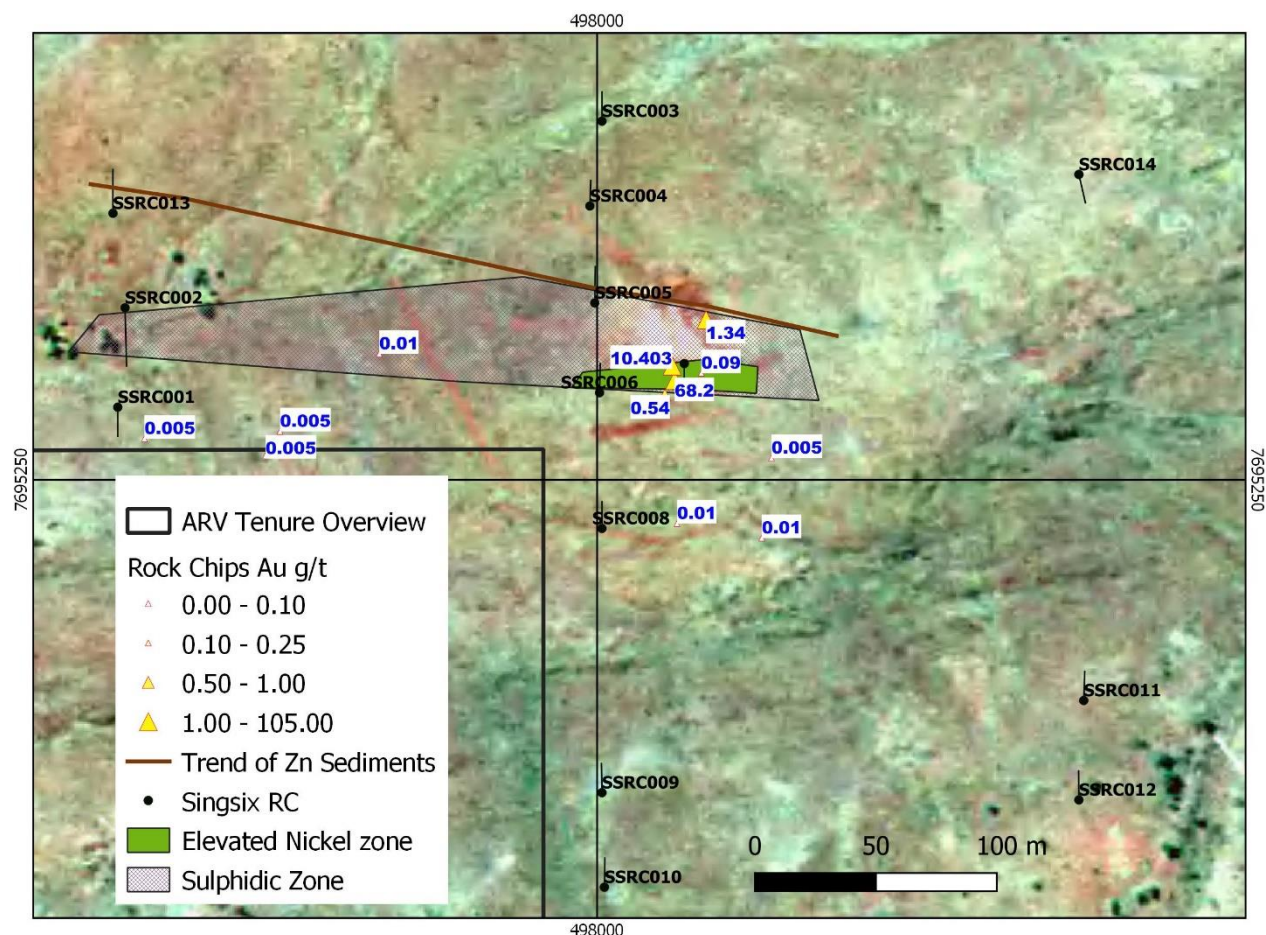 498000
SSRC003
SSRC014
SSRC004
SSRC013
SSRC002
SSRC005
1.34
0.01
10.403
0.09
SSRC006
68.2
0.54
SSRC001
0.005
0.005
0.005
0.005
7695250
7695250
0.01
SSRC008
0.01
ARV Tenure Overview
Rock Chips Au g/t
0.00 - 0.10
0.10 - 0.25
0.50 - 1.00
1.00 - 105.00
Trend of Zn Sediments
Singsix RC
Elevated Nickel zone
Sulphidic Zone
SSRC011
SSRC009
SSRC012
0 50 100 m
SSRC010
498000